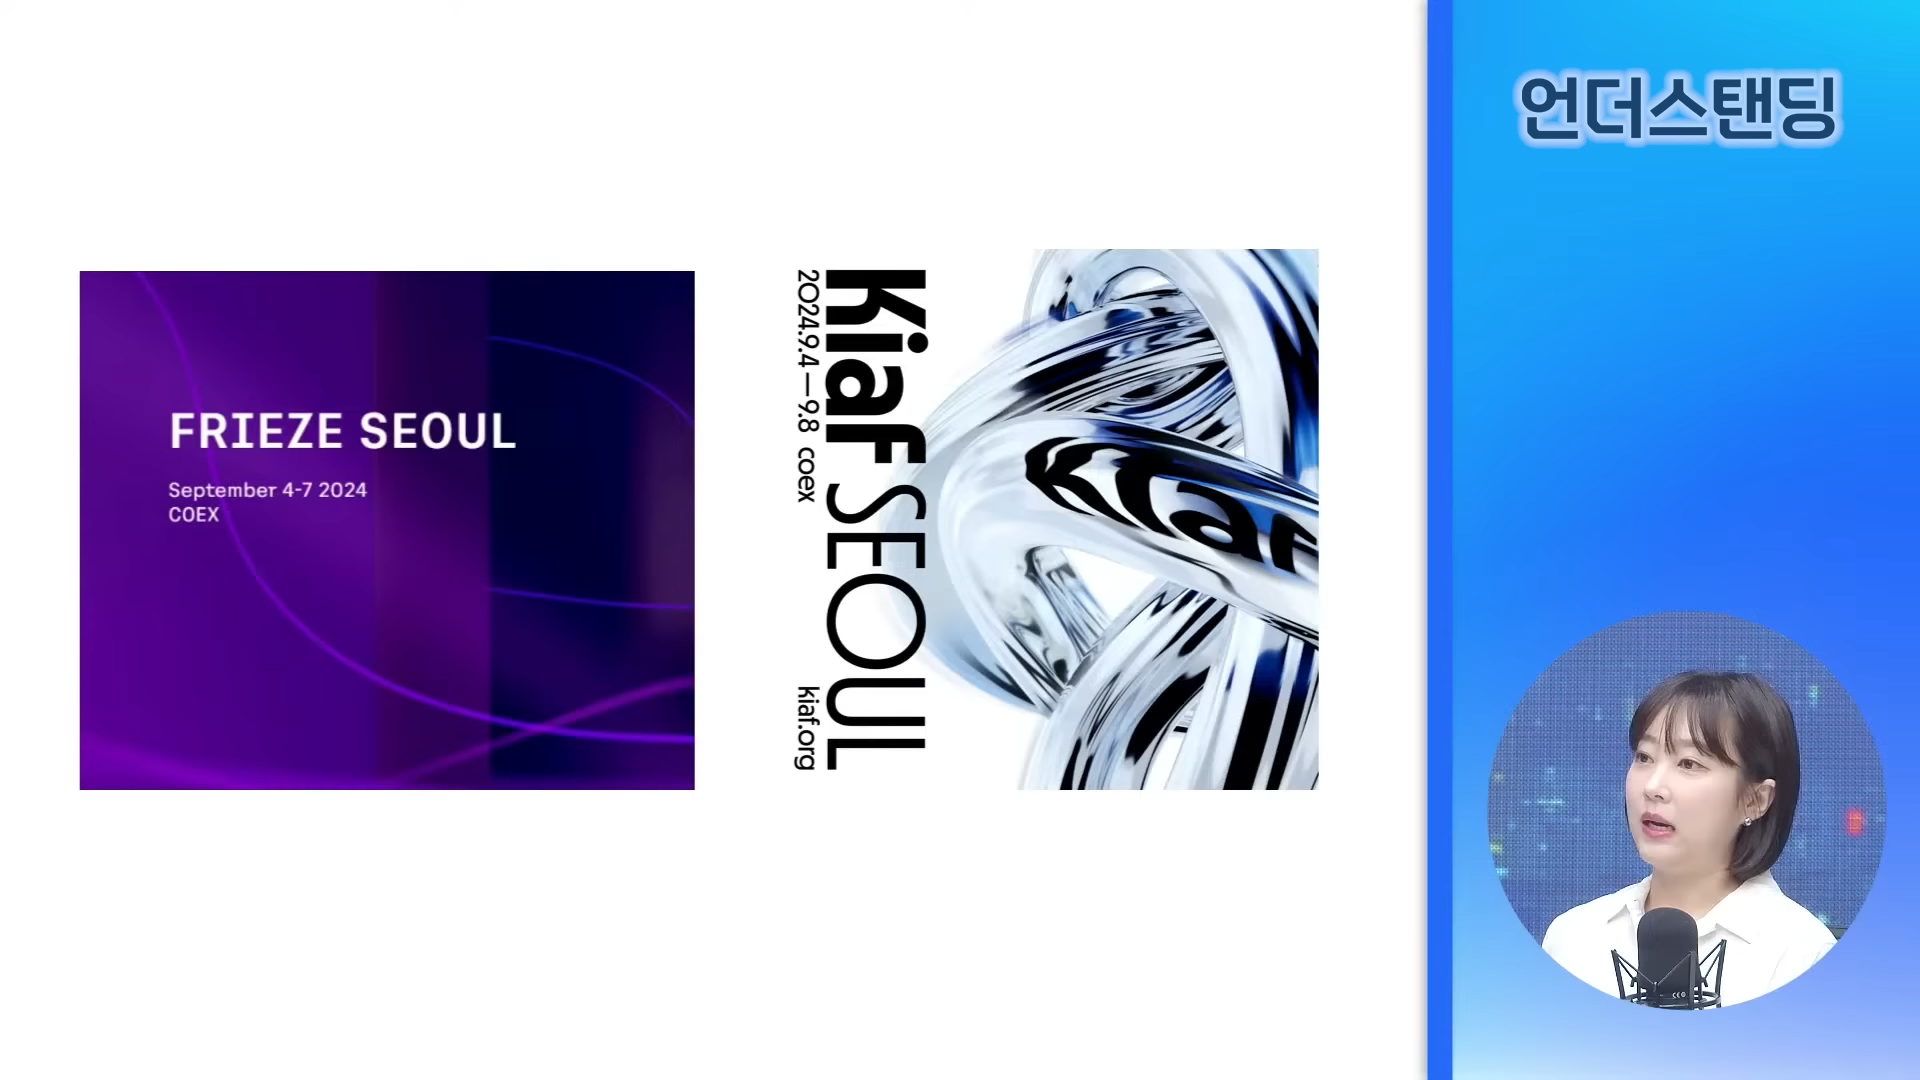 언더스탠딩
FRIEZE SEOUL
September 4-7 2024
COEX
Kiaf SEOUL
2024.9.4—9.8 coex
kiaf.org
Kiaf